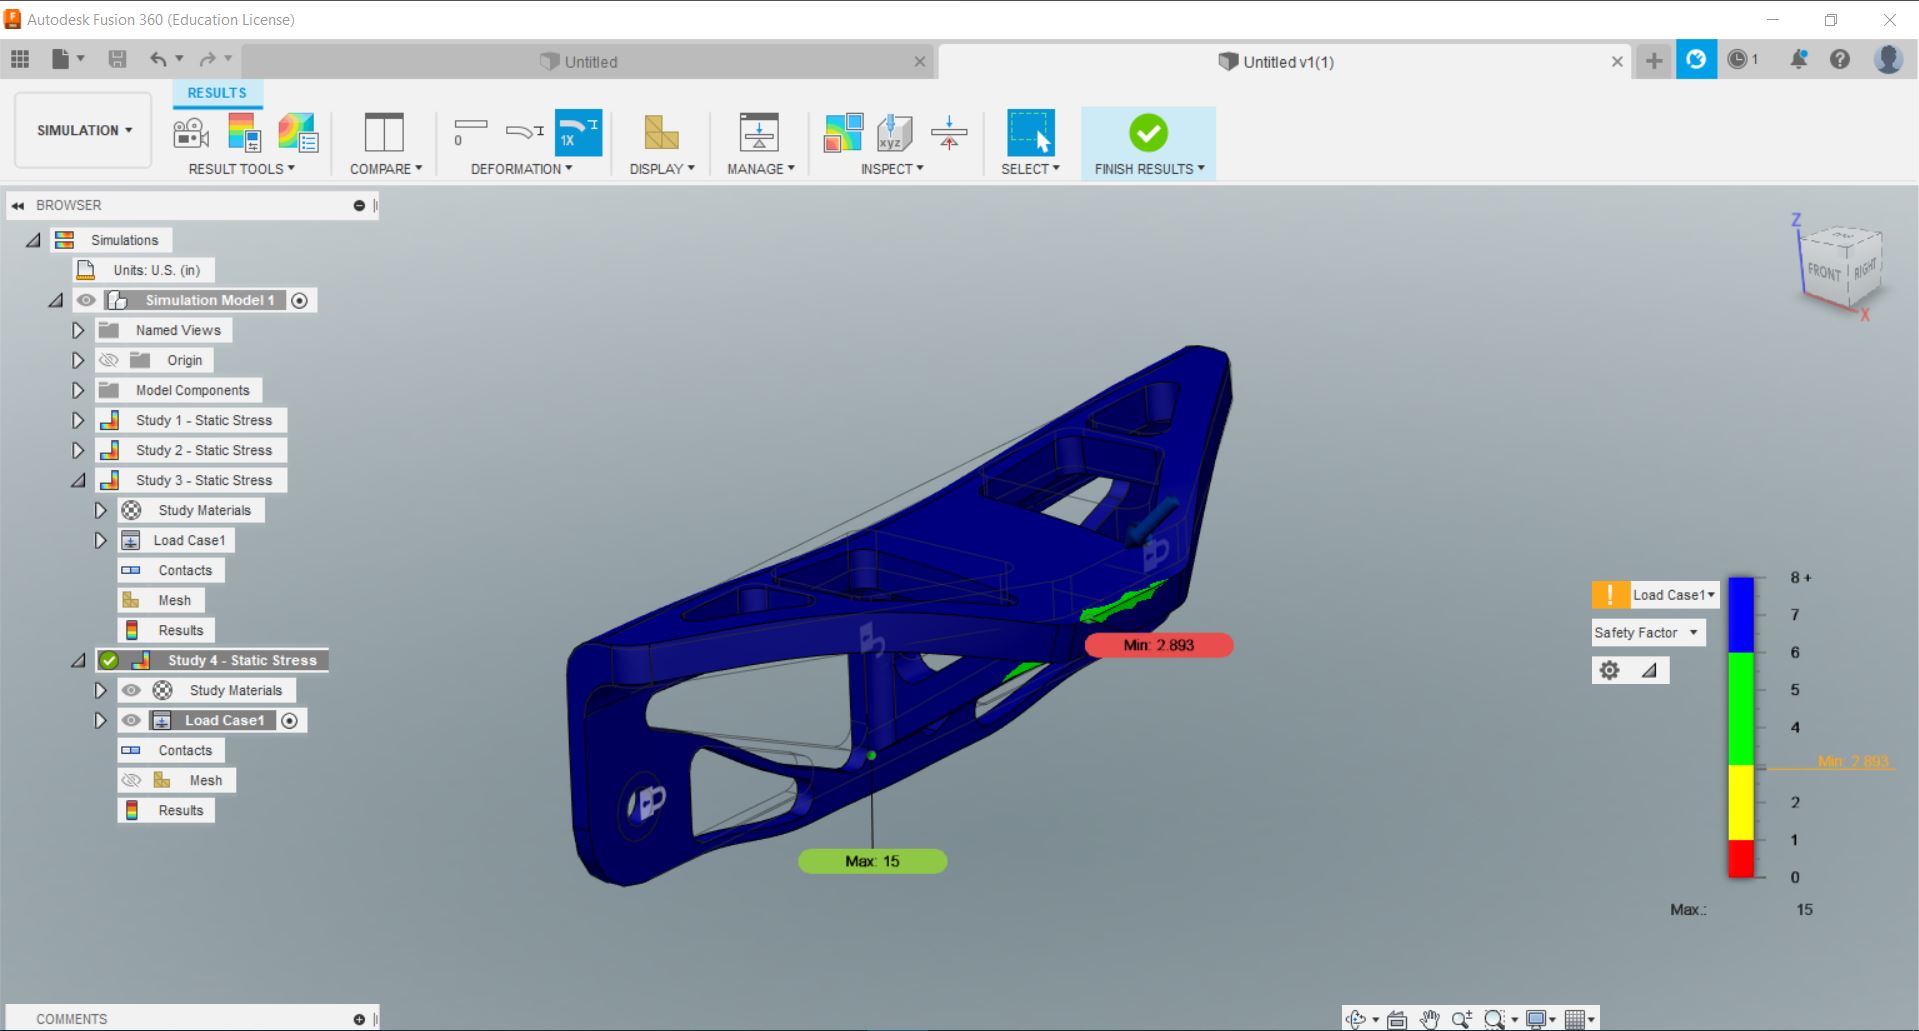 Autodesk Fusion 360 (Education License)
Untitled
Untitled v1(1)
1
RESULTS
SIMULATION
0
1X
xyz
RESULT TOOLS
COMPARE
DEFORMATION
DISPLAY
MANAGE
INSPECT
SELECT
FINISH RESULTS
BROWSER
Simulations
Units: U.S. (in)
Simulation Model 1
Named Views
Origin
Model Components
Study 1 - Static Stress
Study 2 - Static Stress
Study 3 - Static Stress
Study Materials
Load Case1
Contacts
Mesh
Results
Study 4 - Static Stress
Study Materials
Load Case1
Contacts
Mesh
Results
Z
TOP
FRONT
RIGHT
X
Min: 2.893
Max: 15
Load Case1
Safety Factor
8 +
7
6
5
4
Min: 2.893
2
1
0
Max.: 15
COMMENTS